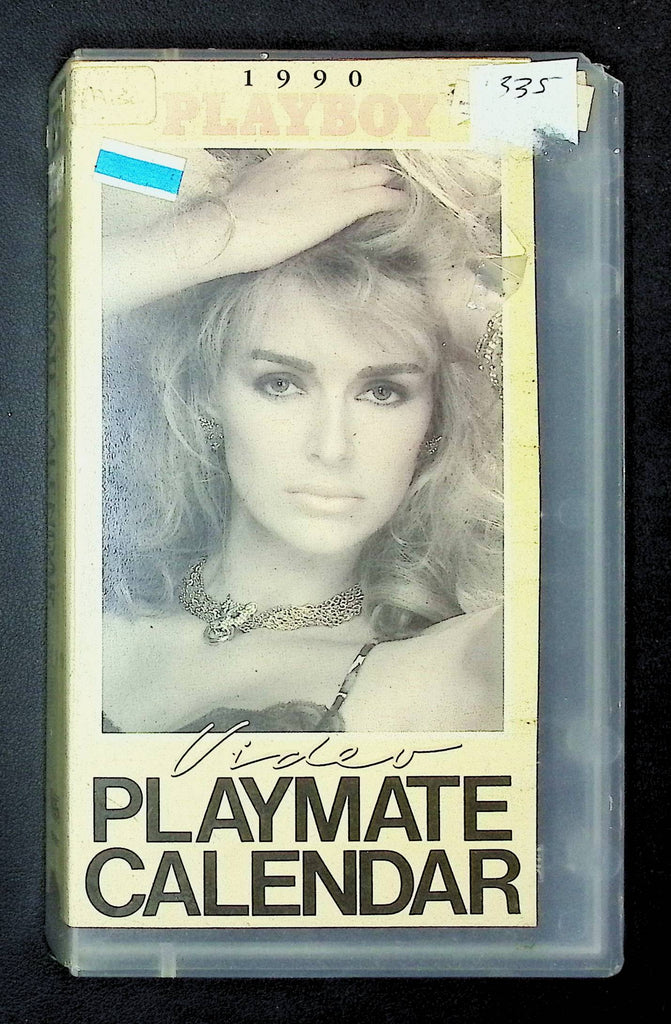 1990
PLAYBOY
335
Video
PLAYMATE
CALENDAR